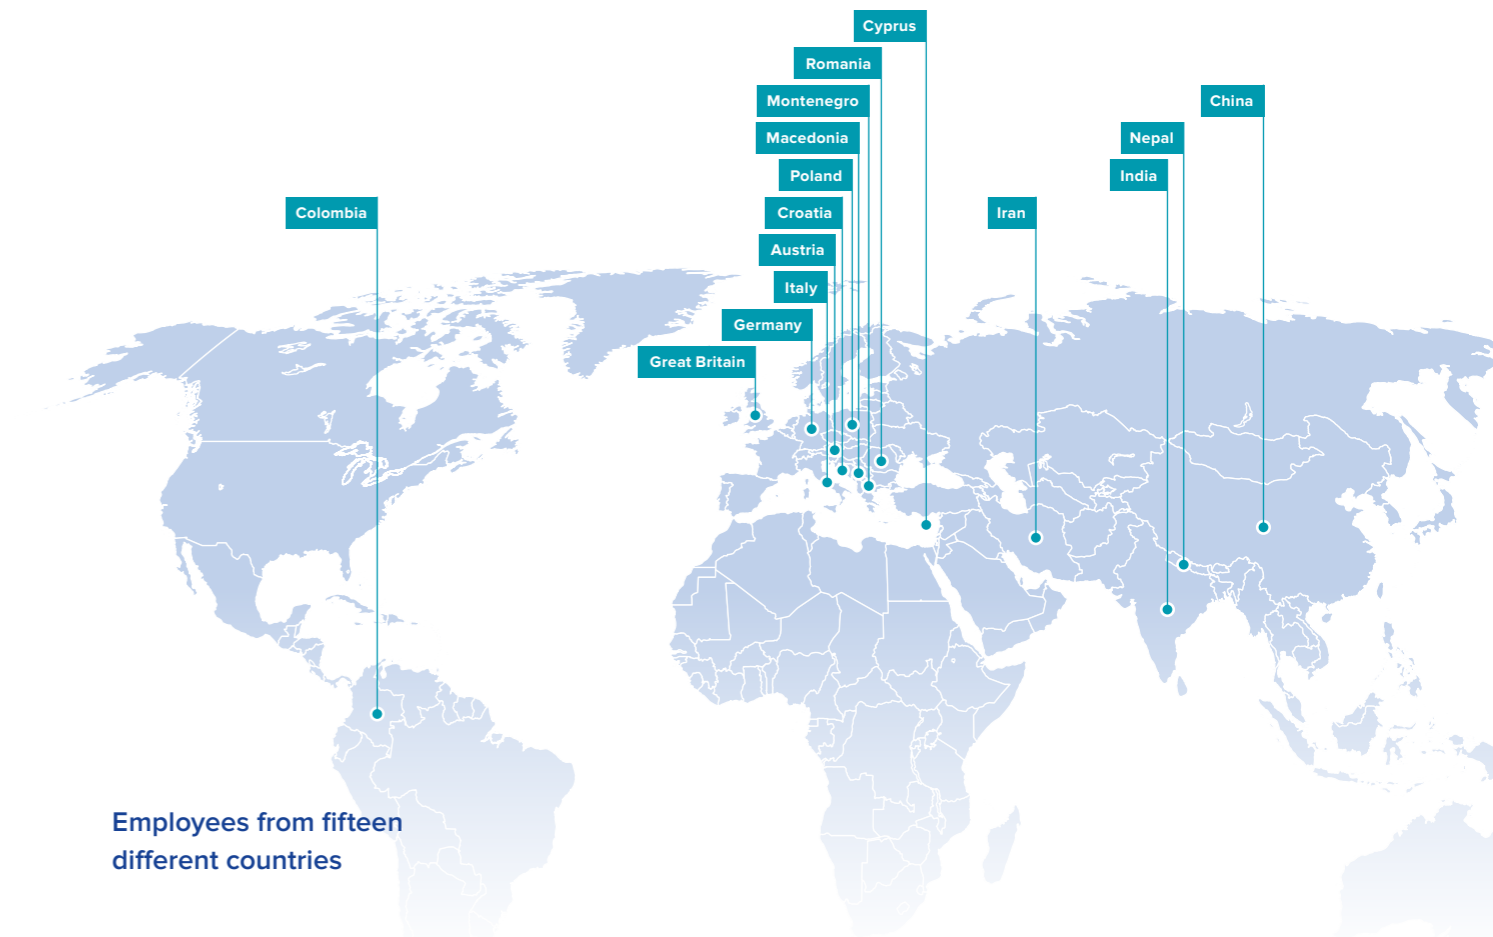 Cyprus
Romania
Montenegro
China
Macedonia
Nepal
Poland
India
Colombia
Croatia
Iran
Austria
Italy
Germany
Great Britain
Employees from fifteen
different countries